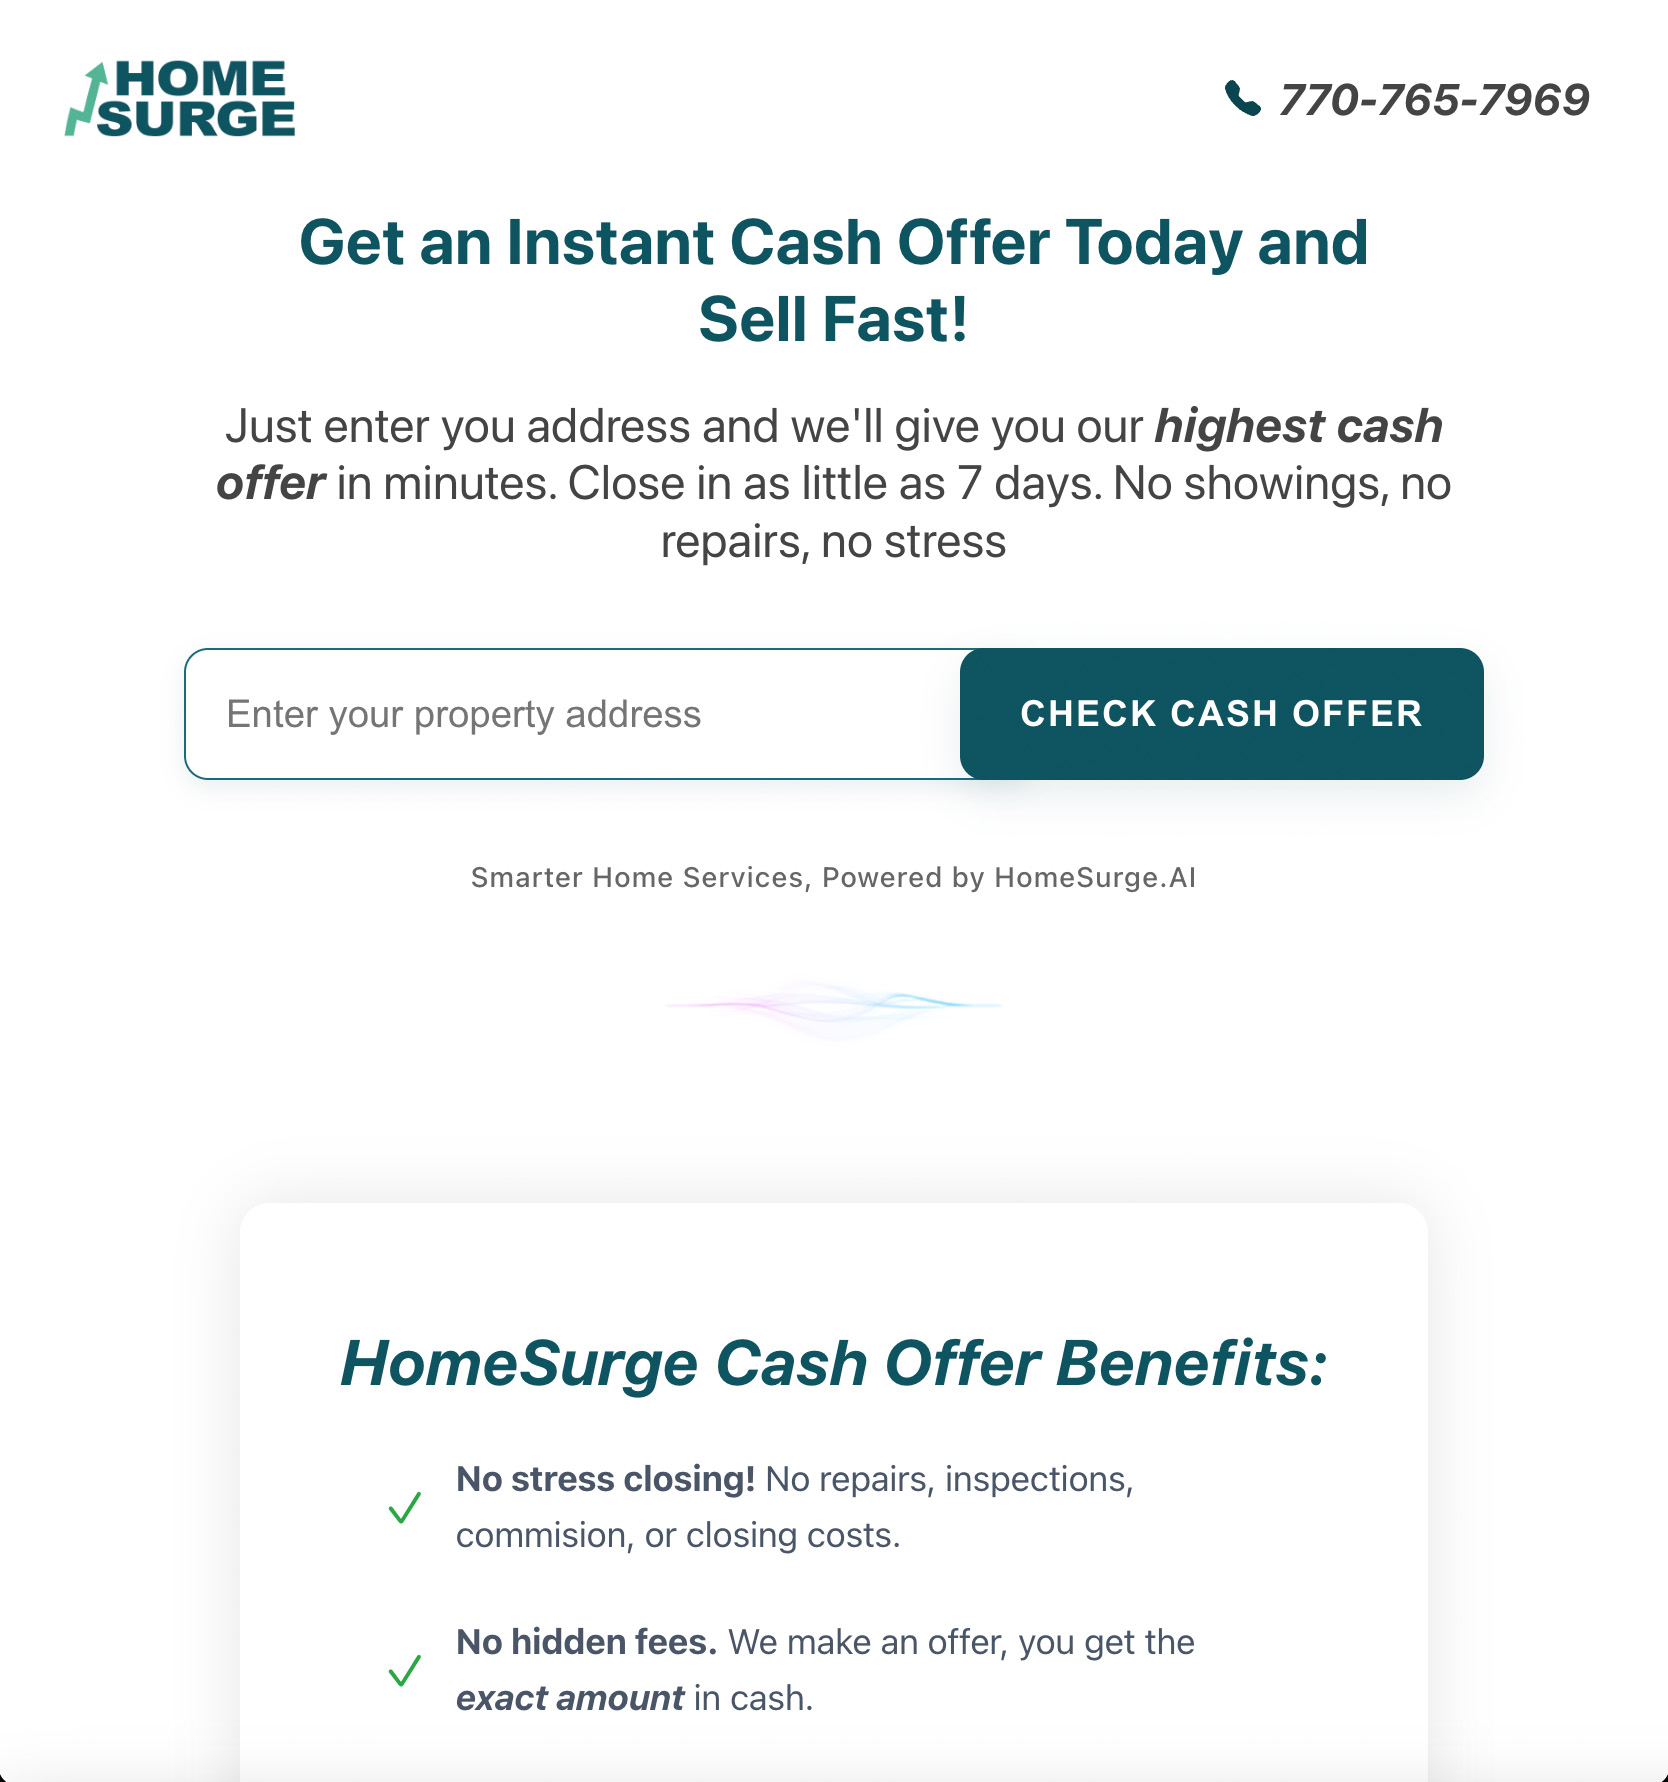 HOME
SURGE
770-765-7969
Get an Instant Cash Offer Today and
Sell Fast!
Just enter you address and we'll give you our highest cash
offer in minutes. Close in as little as 7 days. No showings, no
repairs, no stress
Enter your property address
CHECK CASH OFFER
Smarter Home Services, Powered by HomeSurge.AI
HomeSurge Cash Offer Benefits:
No stress closing! No repairs, inspections,
commision, or closing costs.
No hidden fees. We make an offer, you get the
exact amount in cash.